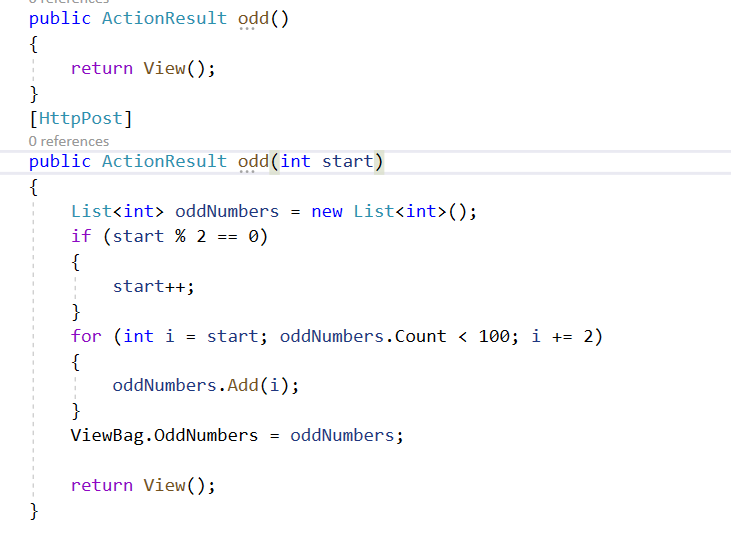 0 references
public ActionResult odd()
{
return View();
}
[HttpPost]
0 references
public ActionResult odd(int start)
{
List<int> oddNumbers = new List<int>();
if (start % 2 == 0)
{
start++;
}
for (int i = start; oddNumbers.Count < 100; i += 2)
{
oddNumbers.Add(i);
}
ViewBag.OddNumbers = oddNumbers;
return View();
}